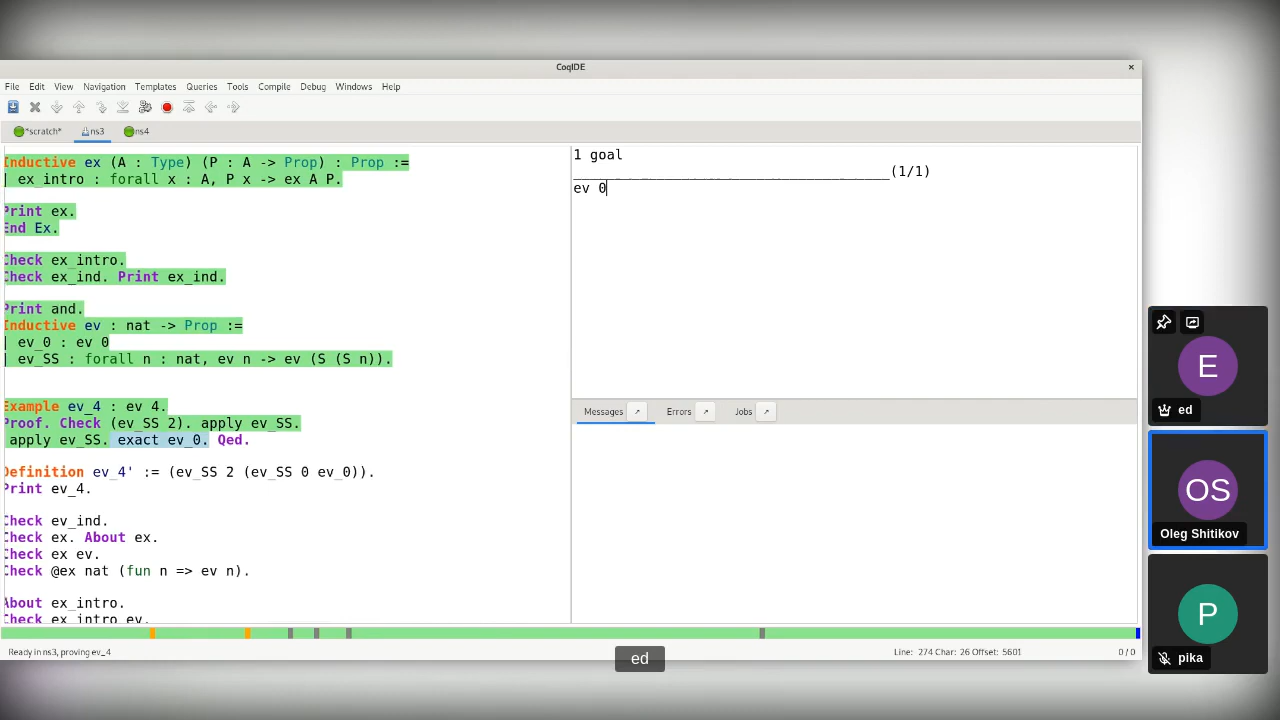 CoqIDE
File Edit View Navigation Templates Queries Tools Compile Debug Windows Help
*scratch* ns3 ns4
Inductive ex (A : Type) (P : A -> Prop) : Prop :=
| ex_intro : forall x : A, P x -> ex A P.
Print ex.
End Ex.
Check ex_intro.
Check ex_ind. Print ex_ind.
Print and.
Inductive ev : nat -> Prop :=
| ev_0 : ev 0
| ev_SS : forall n : nat, ev n -> ev (S (S n)).
Example ev_4 : ev 4.
Proof. Check (ev_SS 2). apply ev_SS.
apply ev_SS. exact ev_0. Qed.
Definition ev_4' := (ev_SS 2 (ev_SS 0 ev_0)).
Print ev_4.
Check ev_ind.
Check ex. About ex.
Check ex ev.
Check @ex nat (fun n => ev n).
About ex_intro.
Check ex_intro ev.
1 goal
______________________________________(1/1)
ev 0
Messages Errors Jobs
Ready in ns3, proving ev_4
Line: 274 Char: 26 Offset: 5601
0 / 0
ed
E
ed
OS
Oleg Shitikov
P
pika